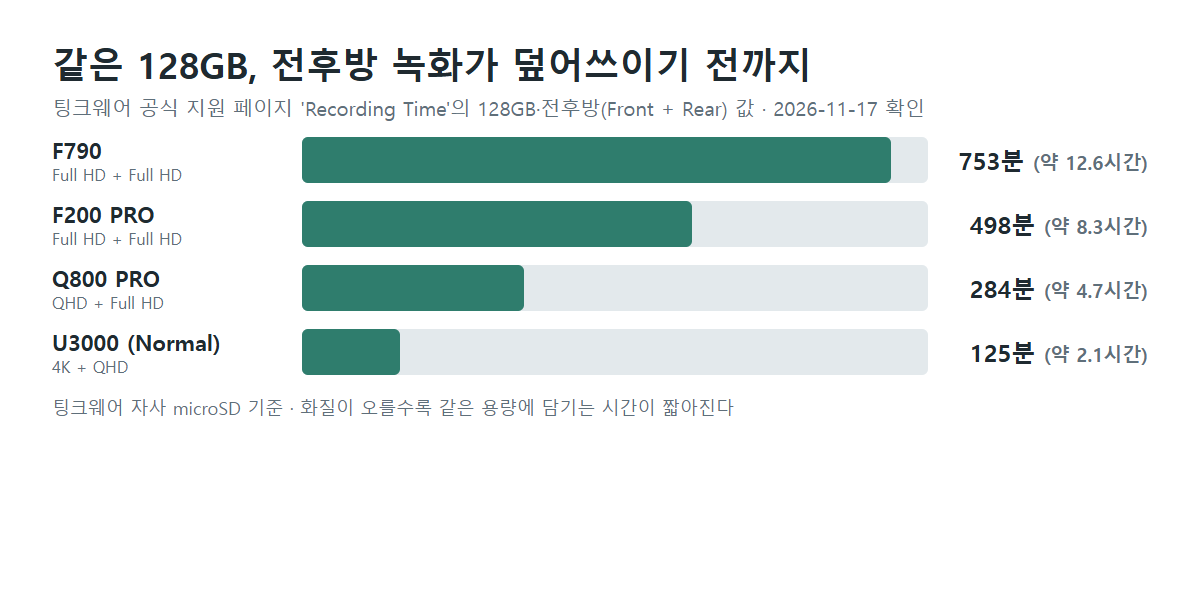 같은 128GB, 전후방 녹화가 덮어쓰이기 전까지
팅크웨어 공식 지원 페이지 'Recording Time'의 128GB·전후방(Front + Rear) 값 · 2026-11-17 확인
F790
Full HD + Full HD
753분 (약 12.6시간)
F200 PRO
Full HD + Full HD
498분 (약 8.3시간)
Q800 PRO
QHD + Full HD
284분 (약 4.7시간)
U3000 (Normal)
4K + QHD
125분 (약 2.1시간)
팅크웨어 자사 microSD 기준 · 화질이 오를수록 같은 용량에 담기는 시간이 짧아진다